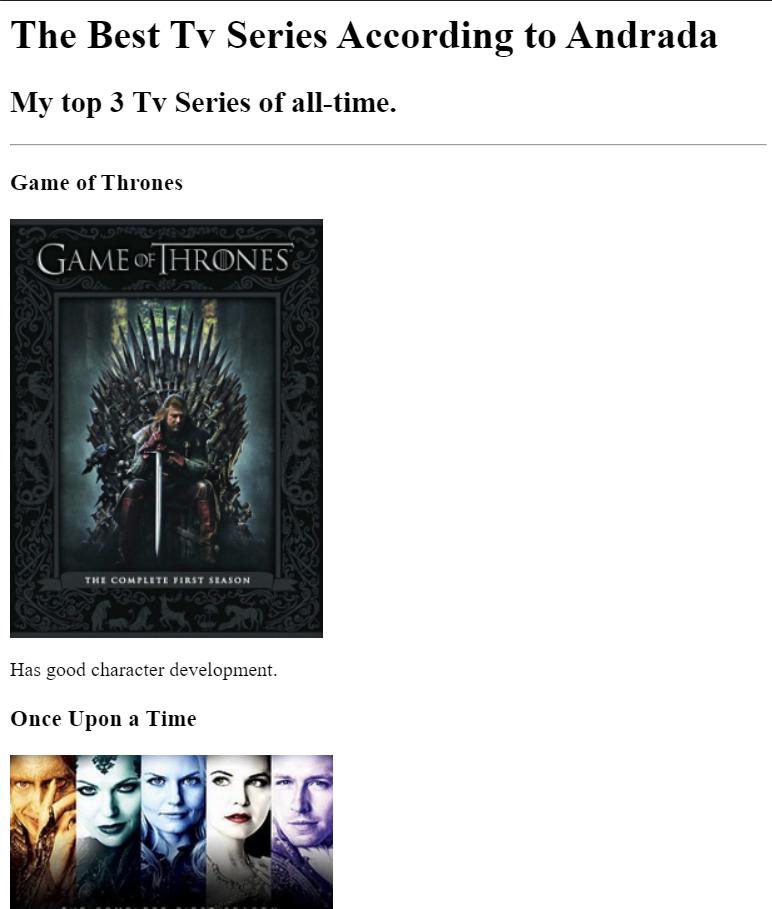 The Best Tv Series According to Andrada
My top 3 Tv Series of all-time.
Game of Thrones
GAME OF THRONES
THE COMPLETE FIRST SEASON
Has good character development.
Once Upon a Time